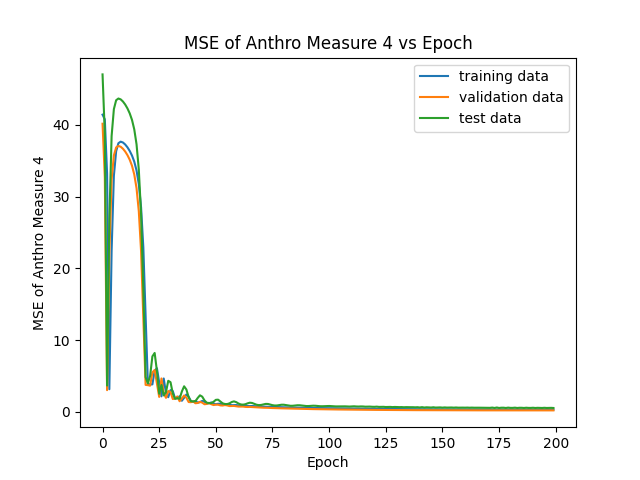 MSE of Anthro Measure 4 vs Epoch
training data
validation data
test data
MSE of Anthro Measure 4
40
30
20
10
0
0 25 50 75 100 125 150 175 200
Epoch